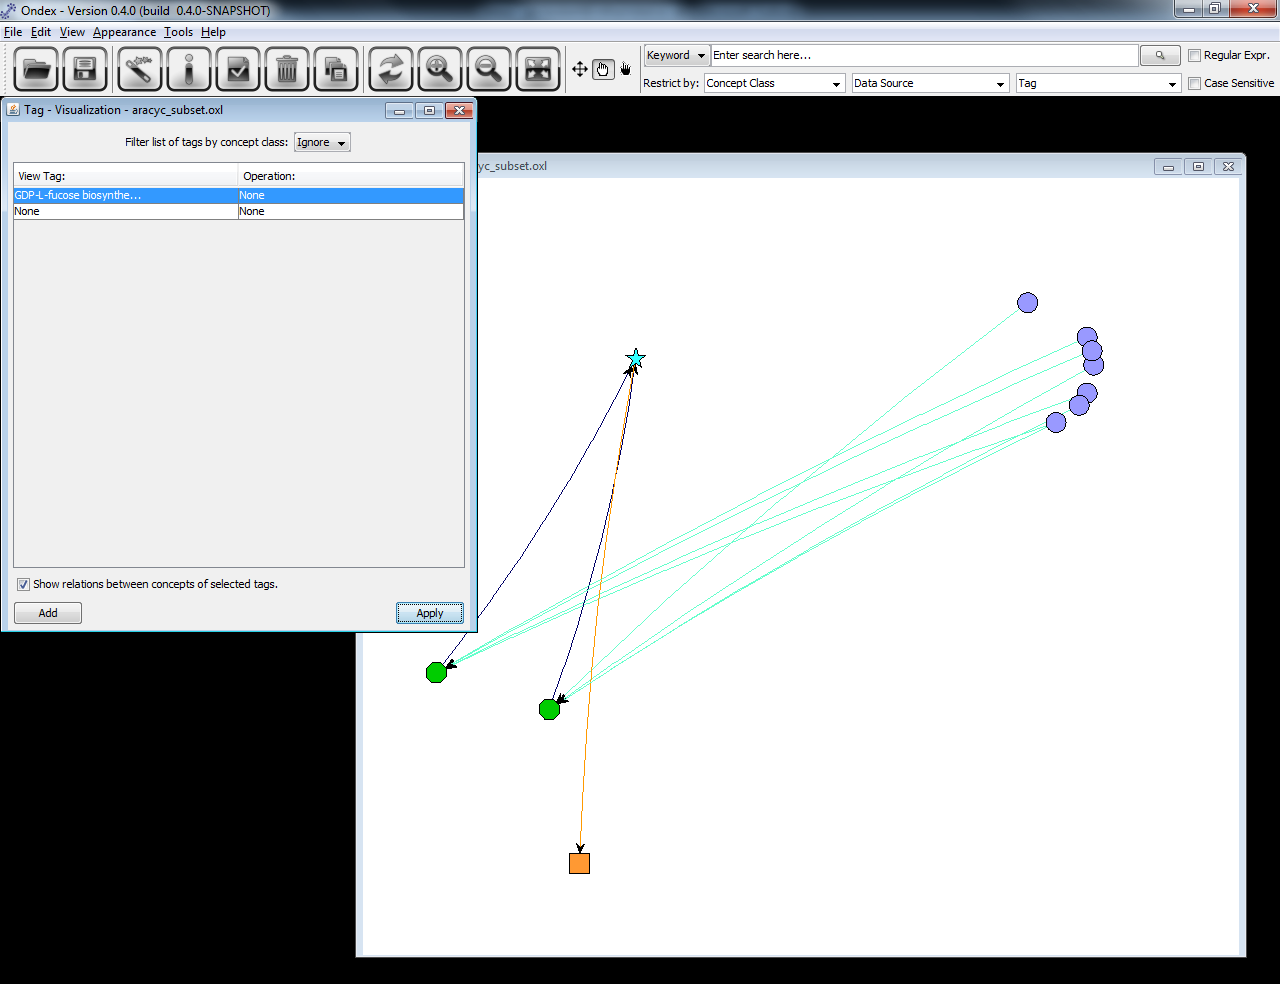 Ondex - Version 0.4.0 (build 0.4.0-SNAPSHOT)
File Edit View Appearance Tools Help
Keyword Enter search here... Regular Expr.
Restrict by: Concept Class Data Source Tag Case Sensitive
Tag - Visualization - aracyc_subset.oxl
Filter list of tags by concept class: Ignore
yc_subset.oxl
View Tag: Operation:
GDP-L-fucose biosynthe... None
None None
Show relations between concepts of selected tags.
Add Apply